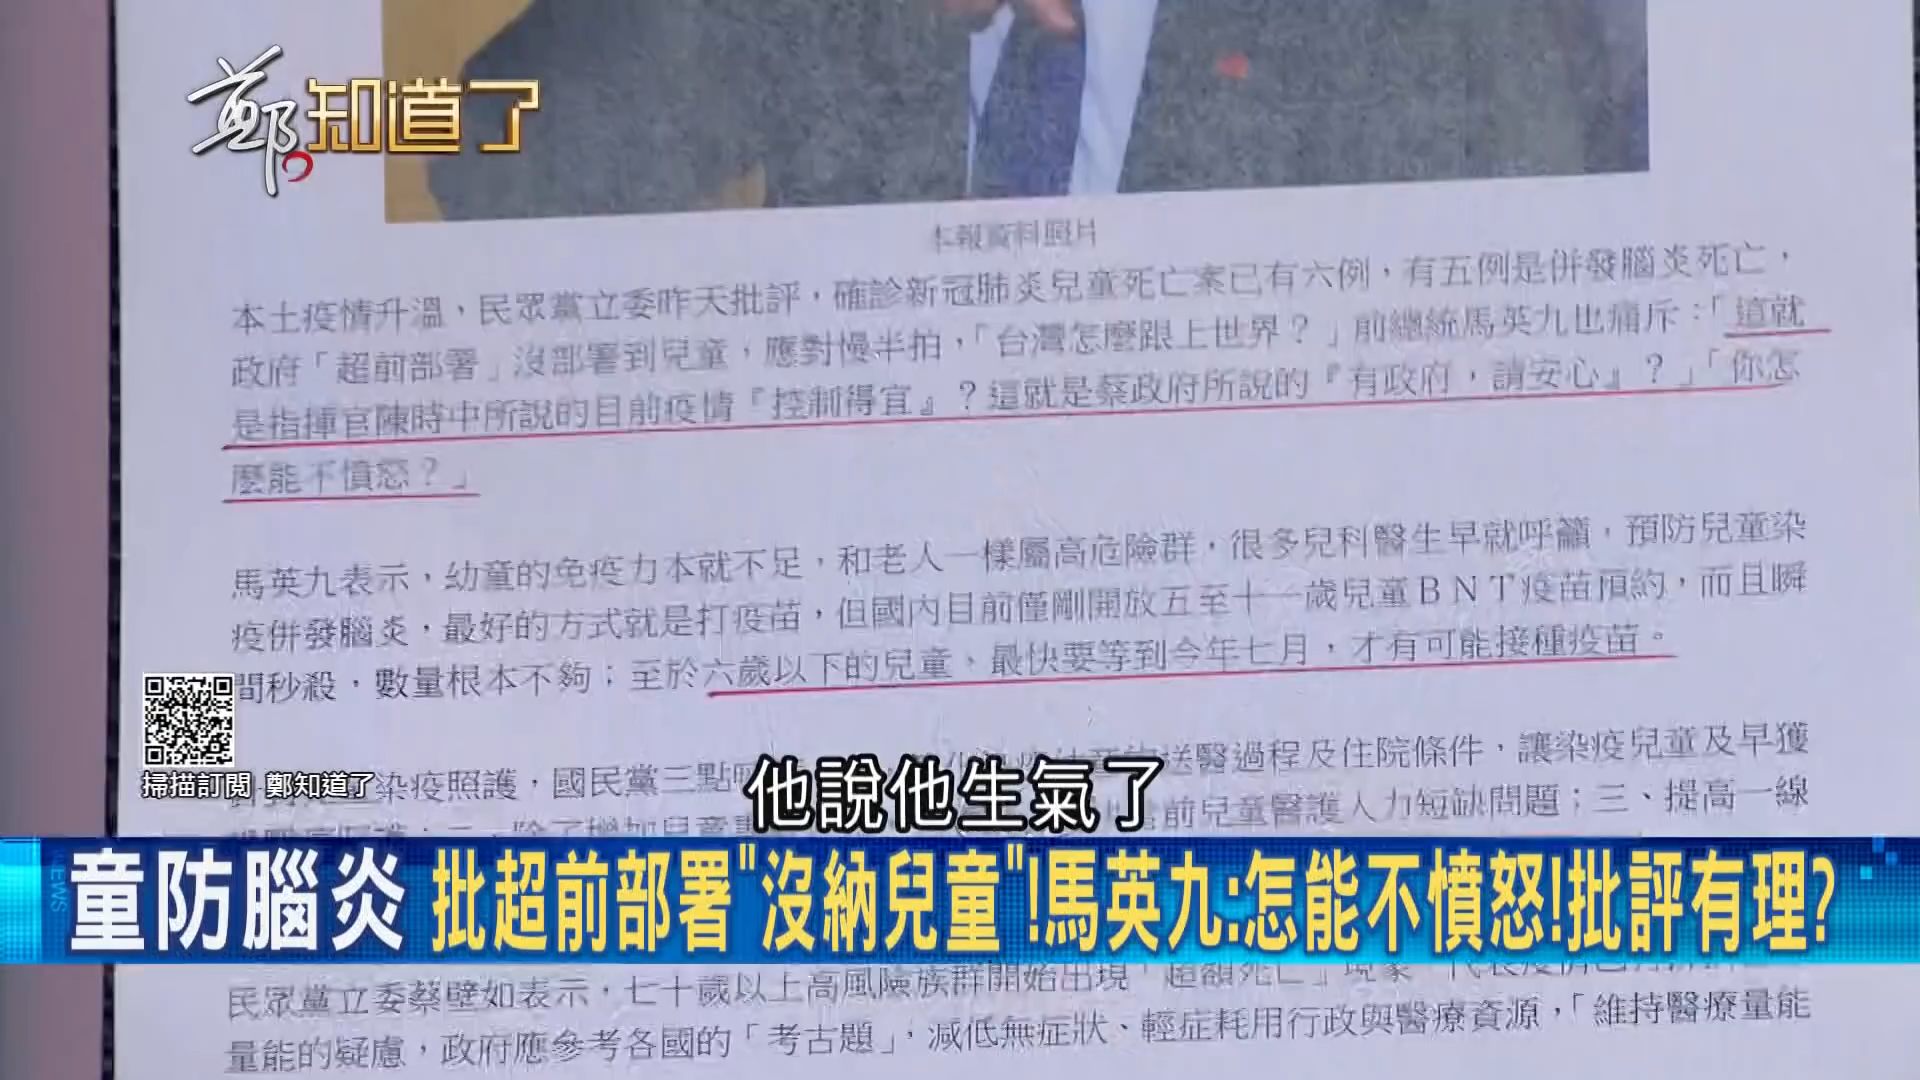 鄭知道了
本報資料照片
本土疫情升溫，民眾黨立委昨天批評，確診新冠肺炎兒童死亡案已有六例，有五例是併發腦炎死亡，
政府「超前部署」沒部署到兒童，應對慢半拍，「台灣怎麼跟上世界？」前總統馬英九也痛斥：「這就
是指揮官陳時中所說的目前疫情『控制得宜』？這就是蔡政府所說的『有政府，請安心』？」「你怎
麼能不憤怒？」
馬英九表示，幼童的免疫力本就不足，和老人一樣屬高危險群，很多兒科醫生早就呼籲，預防兒童染
疫併發腦炎，最好的方式就是打疫苗，但國內目前僅剛開放五至十一歲兒童ＢＮＴ疫苗預約，而且瞬
間秒殺，數量根本不夠；至於六歲以下的兒童，最快要等到今年七月，才有可能接種疫苗。
染疫照護，國民黨三點 送醫過程及住院條件，讓染疫兒童及早獲
前兒童醫護人力短缺問題；三、提高一線
掃描訂閱 鄭知道了
他說他生氣了
NEWS
童防腦炎 批超前部署"沒納兒童"!馬英九:怎能不憤怒!批評有理?
民眾黨立委蔡壁如表示，七十歲以上高風險族群開始出現「超額死亡」現象
量能的疑慮，政府應參考各國的「考古題」，減低無症狀、輕症耗用行政與醫療資源，「維持醫療量能